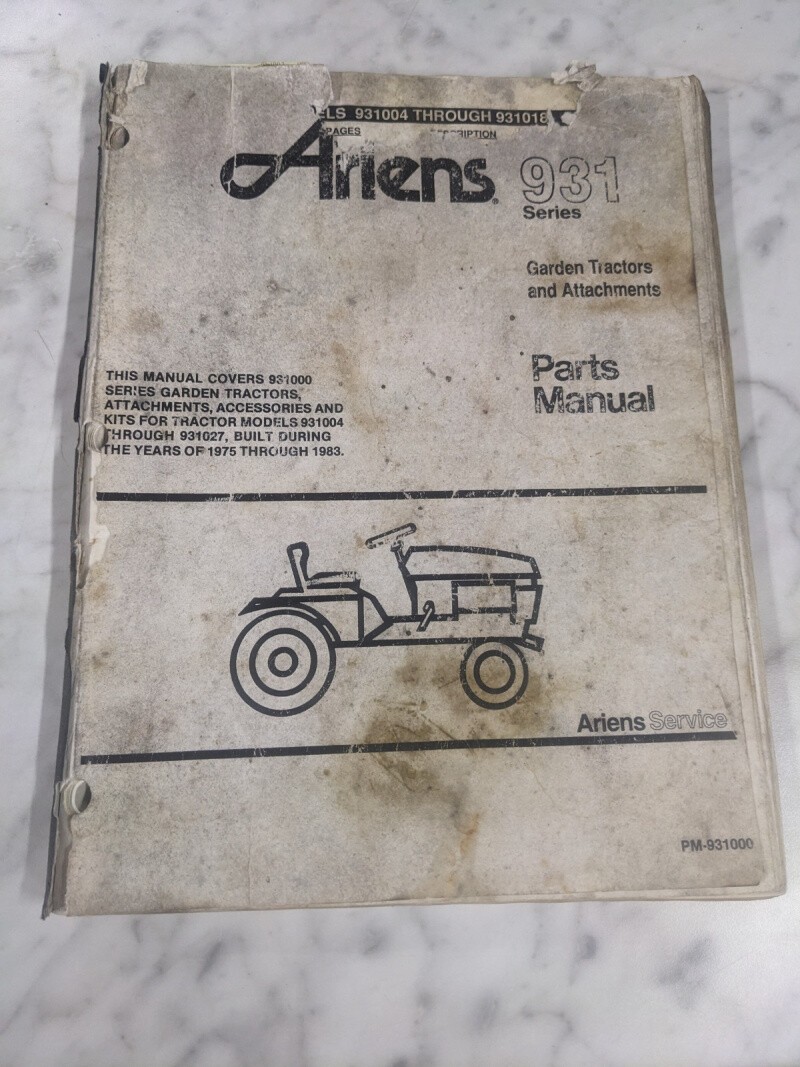 931004 THROUGH 931018
PAGES
Ariens® 931
Series
Garden Tractors
and Attachments
Parts
Manual
THIS MANUAL COVERS 931000
SERIES GARDEN TRACTORS,
ATTACHMENTS, ACCESSORIES AND
KITS FOR TRACTOR MODELS 931004
THROUGH 931027, BUILT DURING
THE YEARS OF 1975 THROUGH 1983.
Ariens Service
PM-931000